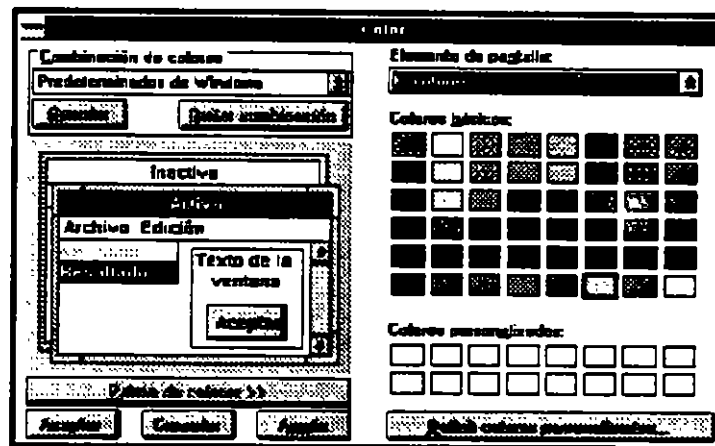 Color
Combinación de colores
Predeterminados de Windows
Guardar
Quitar combinación
Inactiva
Activa
Archivo Edición
Resaltado
Texto de la
ventana
Aceptar
Paleta de colores >>
Aceptar Cancelar Ayuda
Elemento de pantalla:
Colores básicos:
Colores personalizados:
Definir colores personalizados...